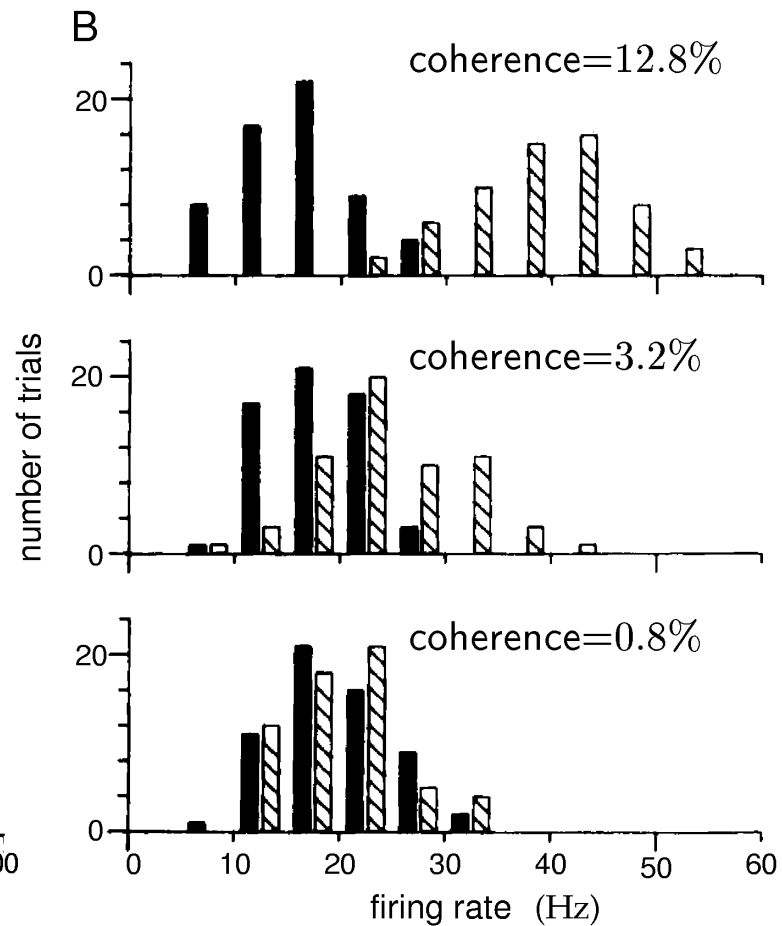 B
coherence=12.8%
20
0
coherence=3.2%
20
0
number of trials
coherence=0.8%
20
0
00
0 10 20 30 40 50 60
firing rate (Hz)